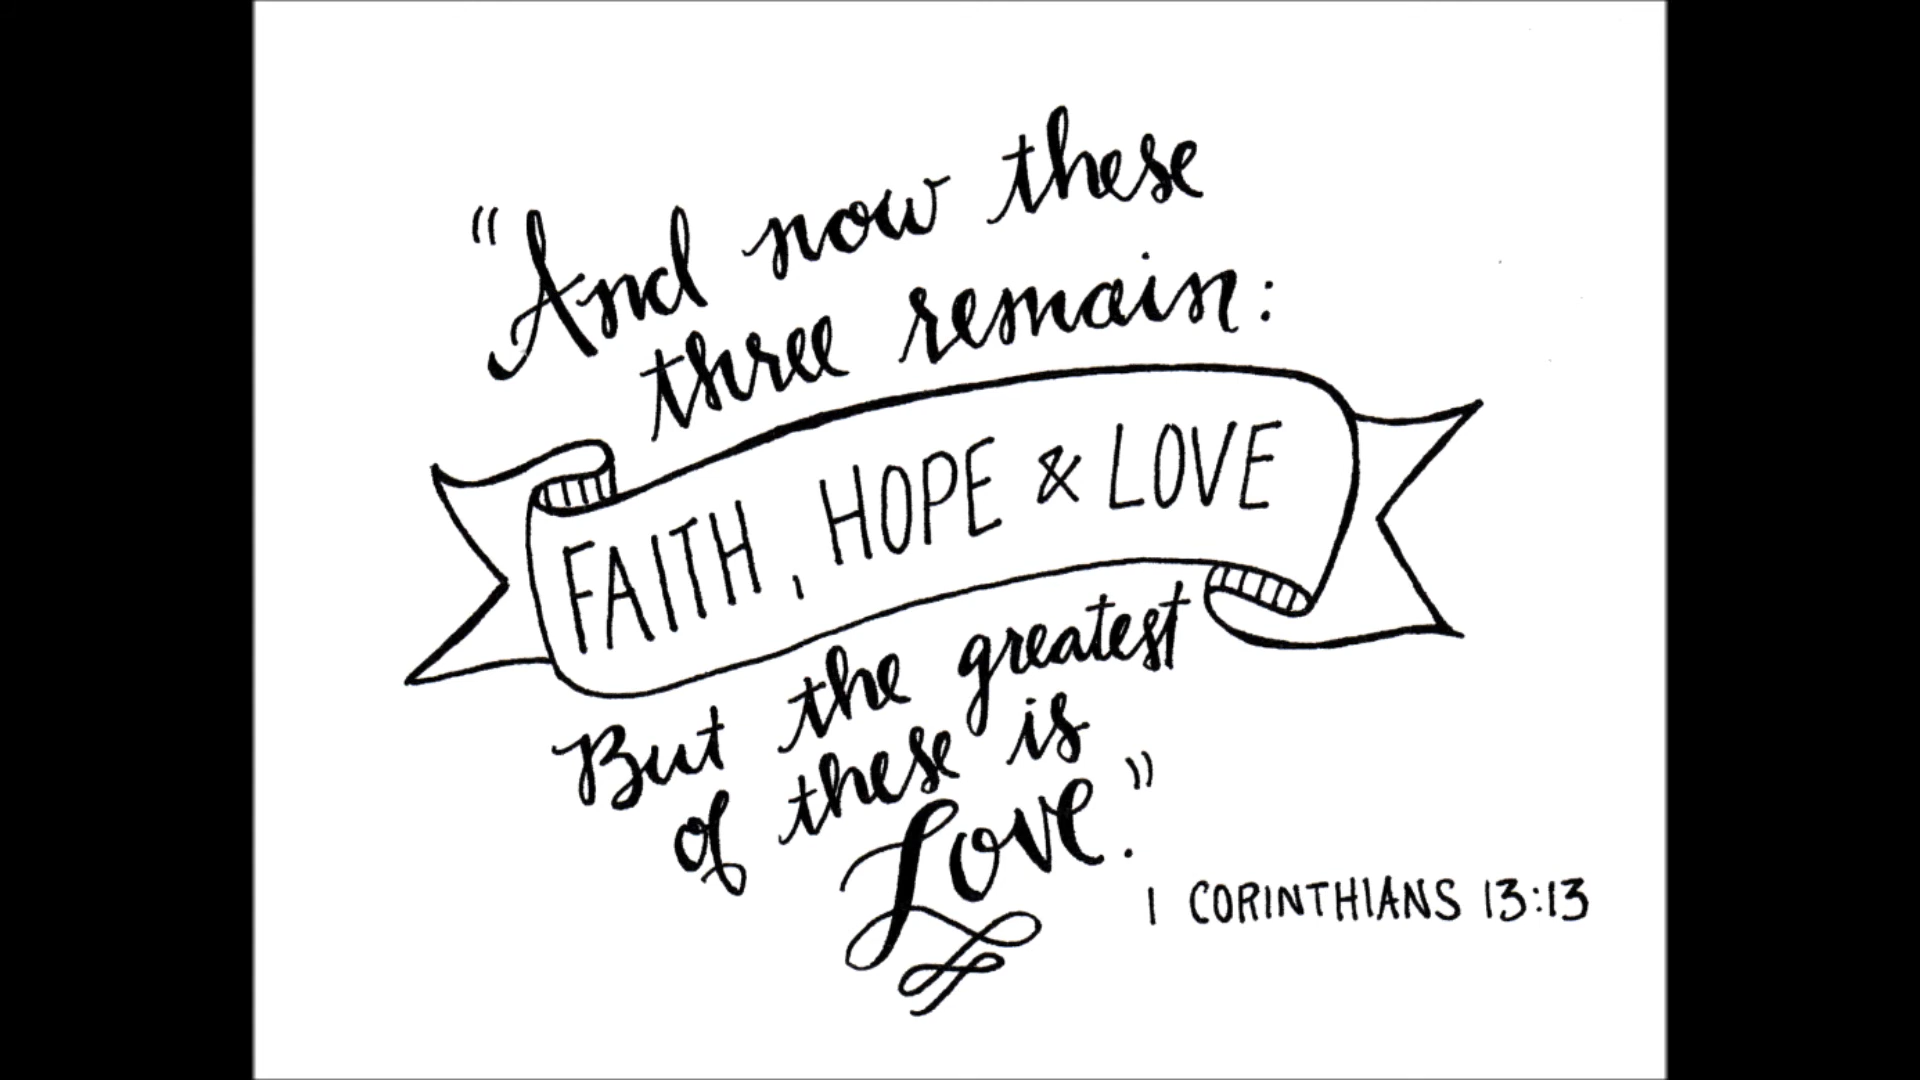 "And now these
three remain:
FAITH, HOPE & LOVE
But the greatest
of these is
Love."
1 CORINTHIANS 13:13